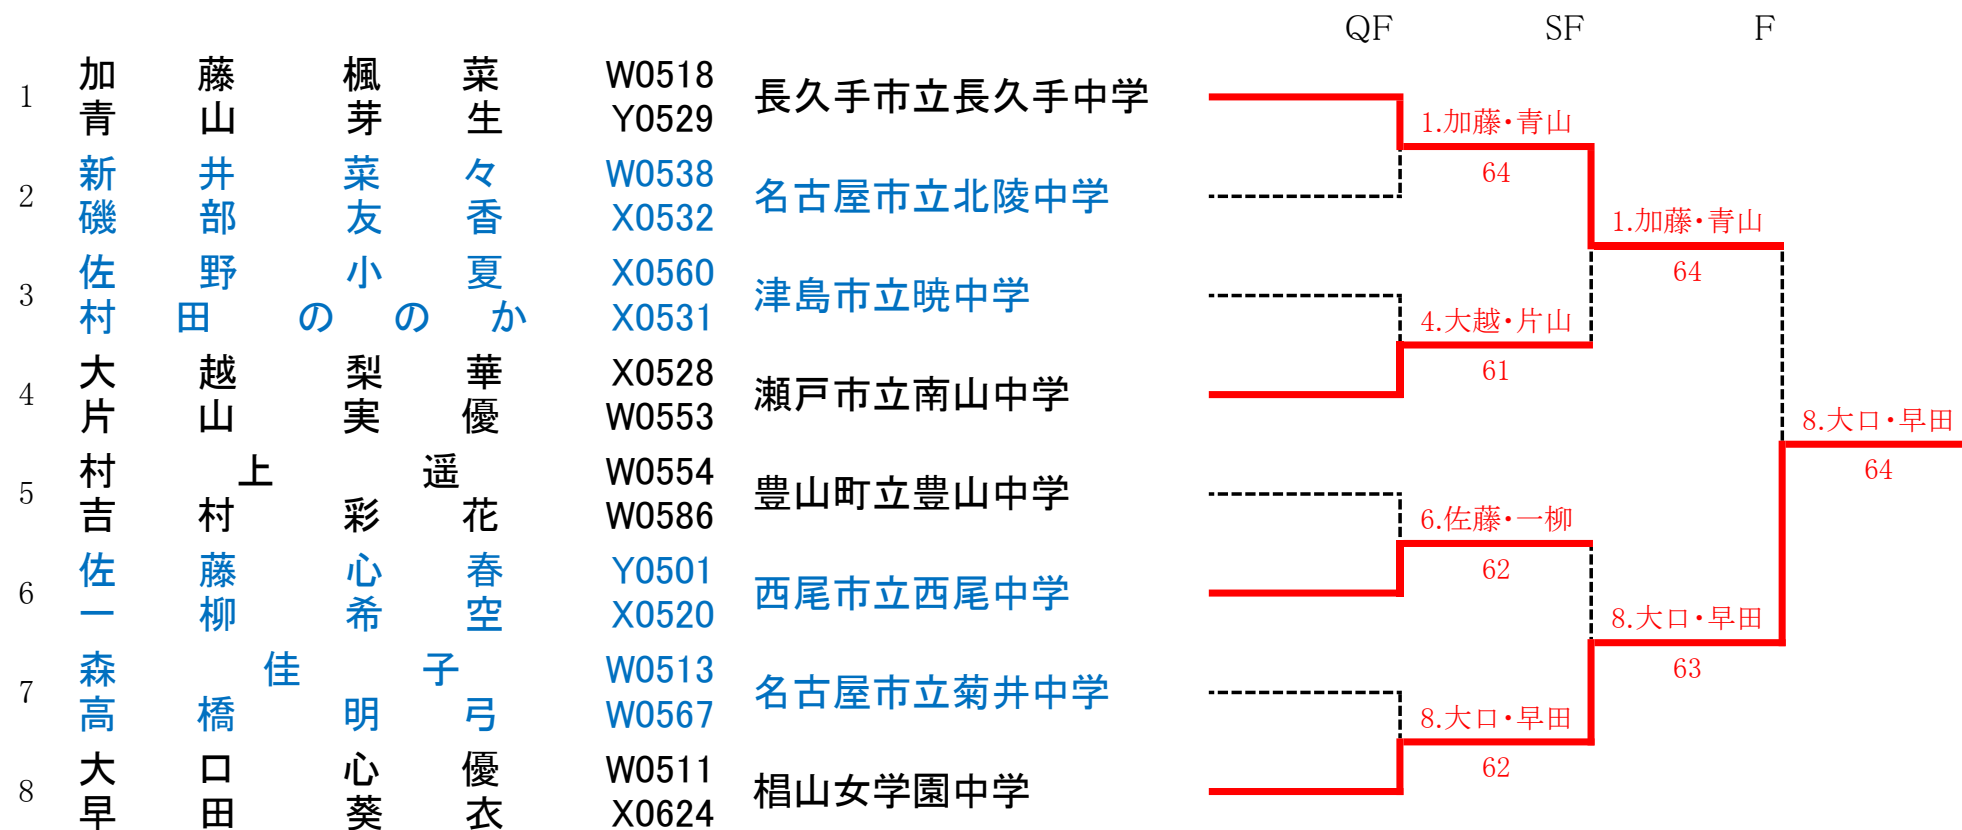 QF SF F
1 加藤楓菜 W0518 長久手市立長久手中学
青山芽生 Y0529
1.加藤・青山
64
2 新井菜々 W0538 名古屋市立北陵中学
磯部友香 X0532
1.加藤・青山
64
3 佐野小夏 X0560 津島市立暁中学
村田ののか X0531
4.大越・片山
61
4 大越梨華 X0528 瀬戸市立南山中学
片山実優 W0553
8.大口・早田
64
5 村上遥 W0554 豊山町立豊山中学
吉村彩花 W0586
6.佐藤・一柳
62
6 佐藤心春 Y0501 西尾市立西尾中学
一柳希空 X0520
8.大口・早田
63
7 森佳子 W0513 名古屋市立菊井中学
高橋明弓 W0567
8.大口・早田
62
8 大口心優 W0511 椙山女学園中学
早田葵衣 X0624